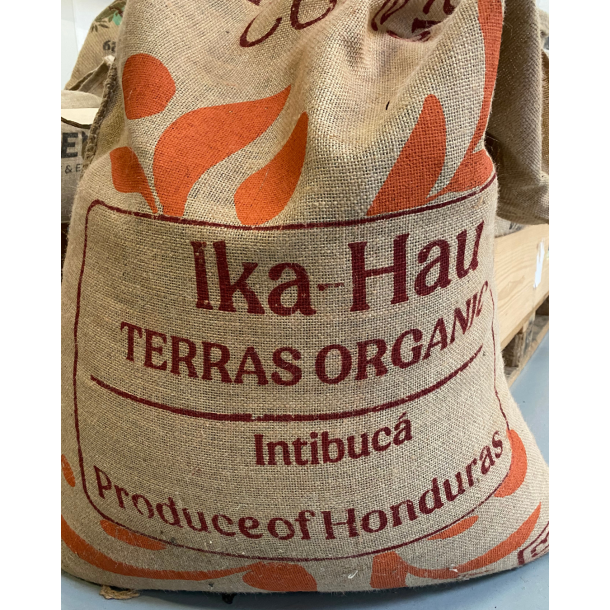 Ika-Hau
TERRAS ORGANIC
Intibucá
Produce of Honduras
& E